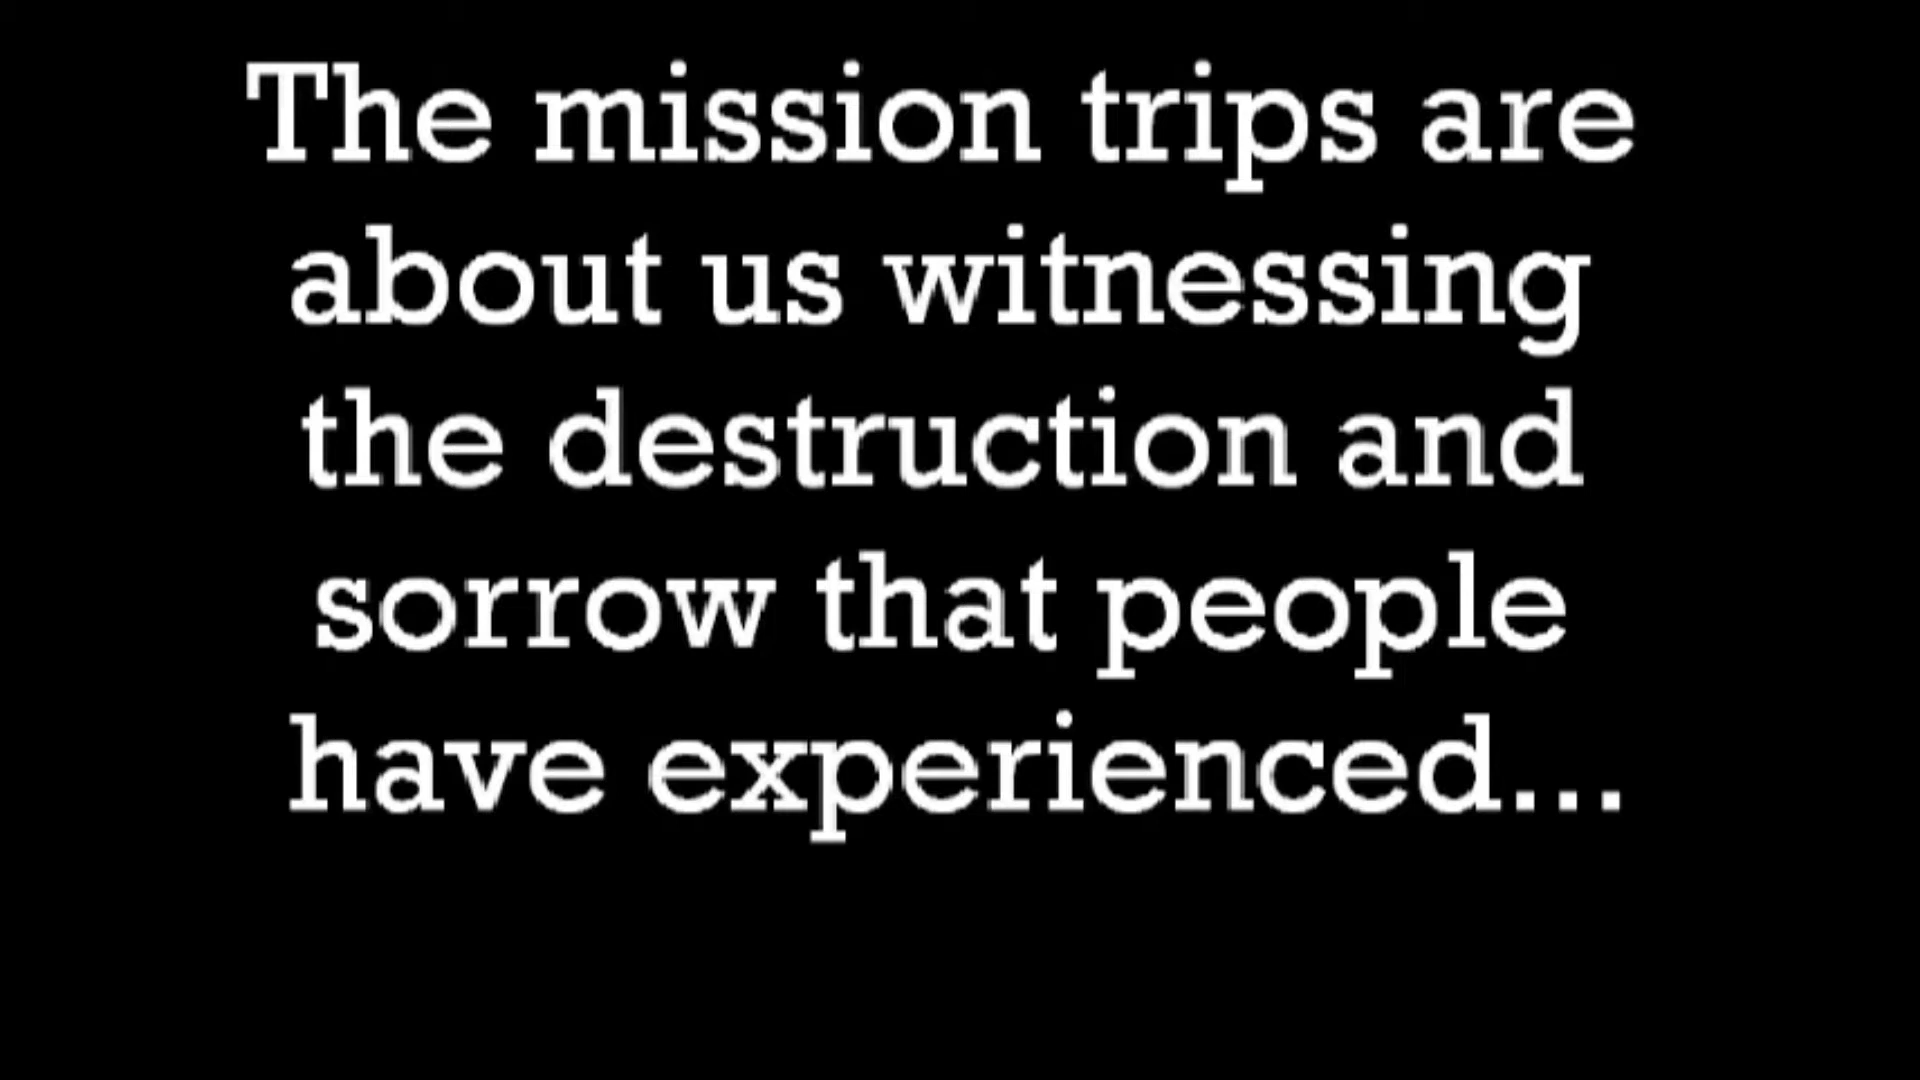 The mission trips are
about us witnessing
the destruction and
sorrow that people
have experienced...